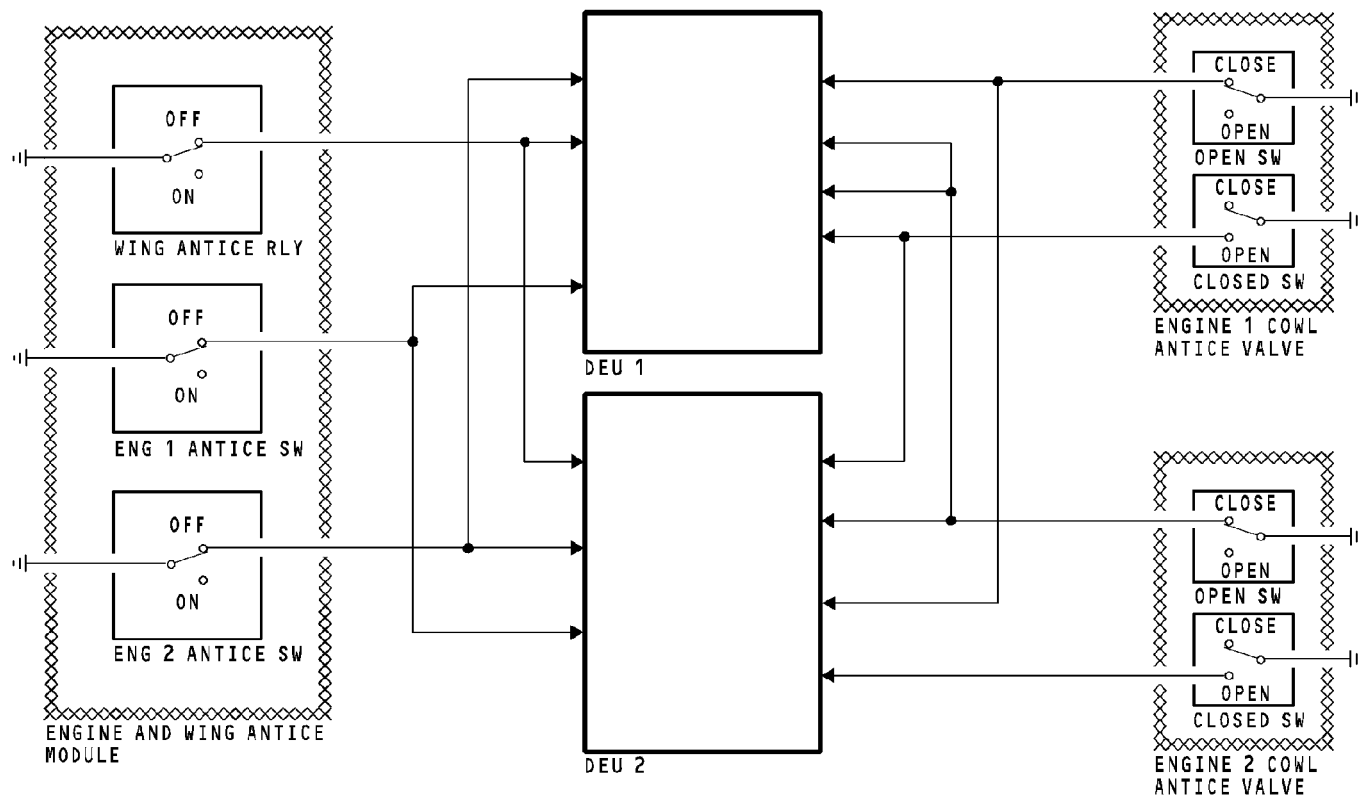 OFF
ON
WING ANTICE RLY
OFF
ON
ENG 1 ANTICE SW
OFF
ON
ENG 2 ANTICE SW
ENGINE AND WING ANTICE
MODULE
DEU 1
DEU 2
CLOSE
OPEN
OPEN SW
CLOSE
OPEN
CLOSED SW
ENGINE 1 COWL
ANTICE VALVE
CLOSE
OPEN
OPEN SW
CLOSE
OPEN
CLOSED SW
ENGINE 2 COWL
ANTICE VALVE